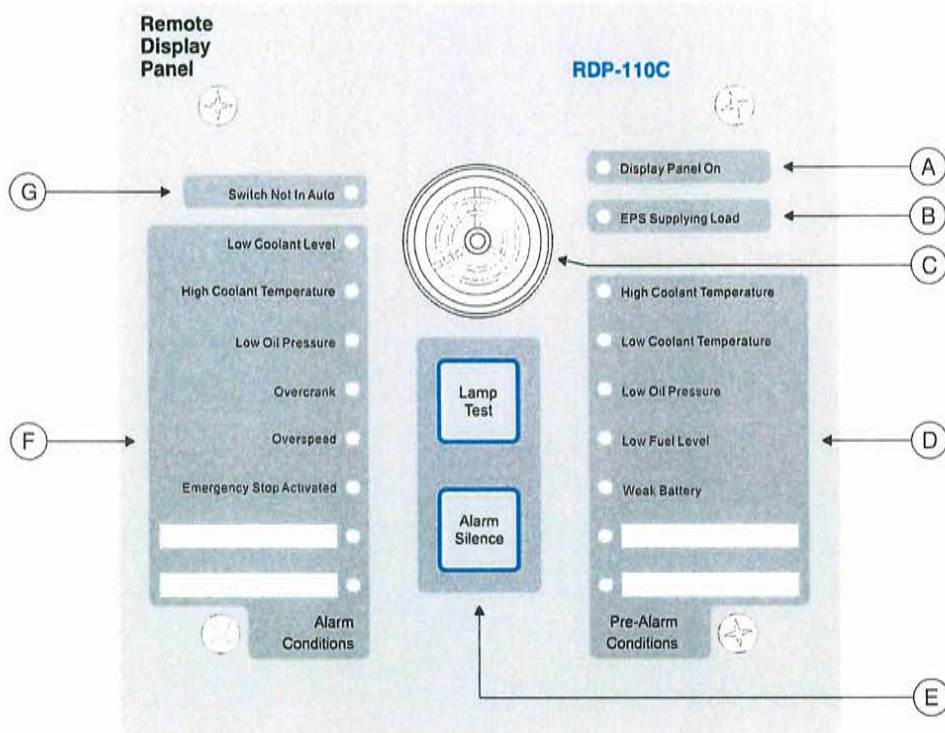 Remote
Display
Panel
RDP-110C
A
Display Panel On
G
Switch Not In Auto
B
EPS Supplying Load
C
Low Coolant Level
High Coolant Temperature
Low Oil Pressure
Overcrank
Overspeed
Emergency Stop Activated
F
Alarm
Conditions
Lamp
Test
Alarm
Silence
High Coolant Temperature
Low Coolant Temperature
Low Oil Pressure
Low Fuel Level
Weak Battery
D
Pre-Alarm
Conditions
E